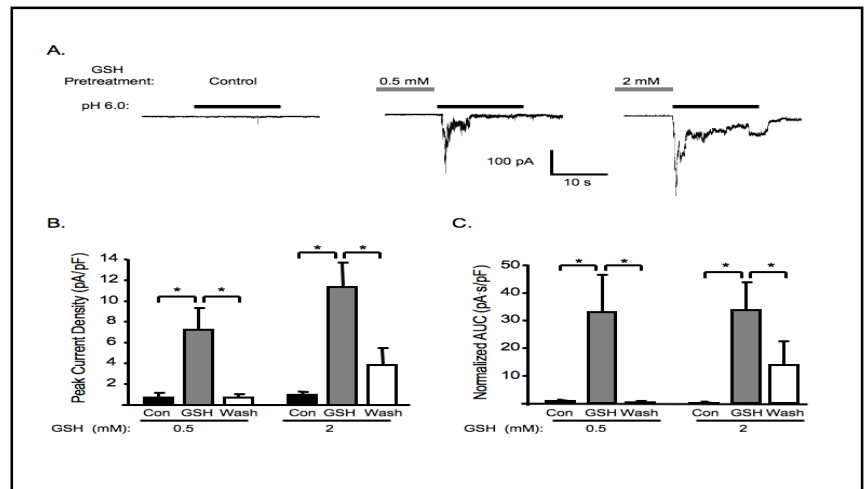 A.
GSH
Pretreatment: Control 0.5 mM 2 mM
pH 6.0:
100 pA
10 s
B.
Peak Current Density (pA/pF)
14
12
10
8
6
4
2
* * * *
Con GSH Wash Con GSH Wash
GSH (mM): 0.5 2
C.
Normalized AUC (pA·s/pF)
50
40
30
20
10
* * * *
Con GSH Wash Con GSH Wash
GSH (mM): 0.5 2